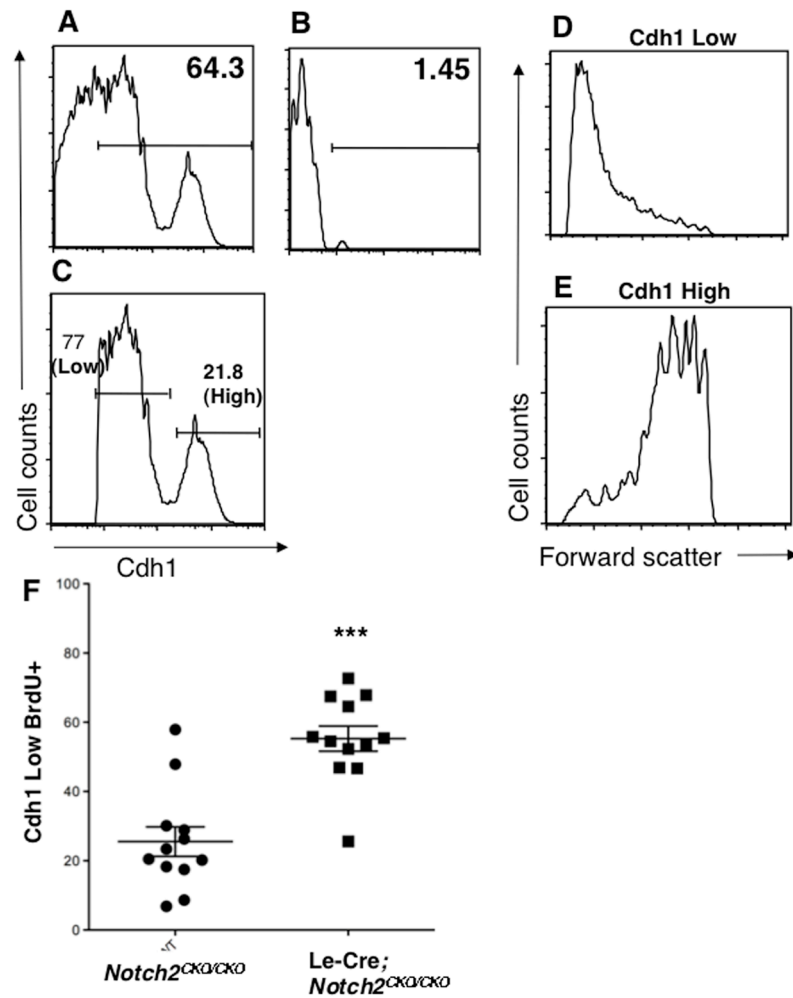 A
64.3
B
1.45
C
77
(Low)
21.8
(High)
Cell counts
Cdh1
D
Cdh1 Low
E
Cdh1 High
Cell counts
Forward scatter
F
100
80
60
40
20
0
Cdh1 Low BrdU+
***
Notch2CKO/CKO
Le-Cre;
Notch2CKO/CKO